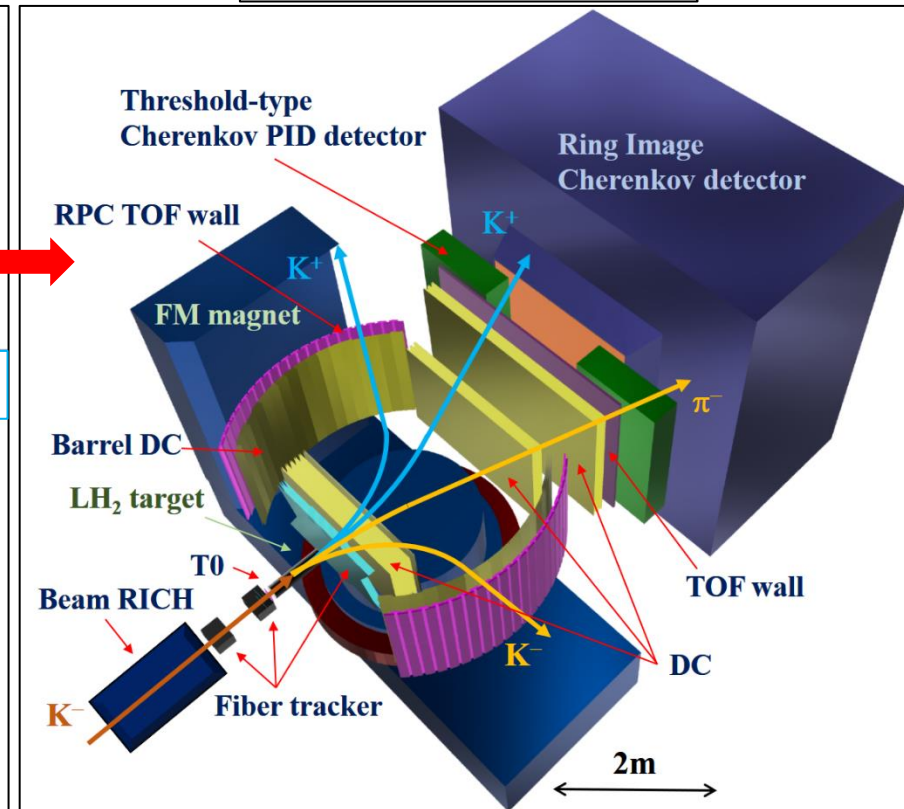 Threshold-type
Cherenkov PID detector
Ring Image
Cherenkov detector
RPC TOF wall
K⁺
K⁺
FM magnet
π⁻
Barrel DC
LH₂ target
T0
TOF wall
Beam RICH
K⁻
DC
Fiber tracker
K⁻
2m